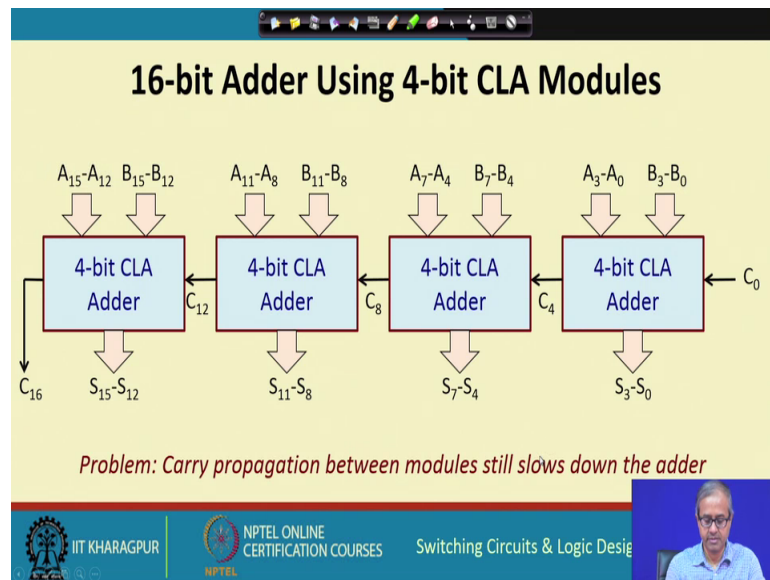 16-bit Adder Using 4-bit CLA Modules
A₁₅-A₁₂ B₁₅-B₁₂ A₁₁-A₈ B₁₁-B₈ A₇-A₄ B₇-B₄ A₃-A₀ B₃-B₀
4-bit CLA 4-bit CLA 4-bit CLA 4-bit CLA C₀
Adder C₁₂ Adder C₈ Adder C₄ Adder
C₁₆ S₁₅-S₁₂ S₁₁-S₈ S₇-S₄ S₃-S₀
Problem: Carry propagation between modules still slows down the adder
IIT KHARAGPUR
NPTEL
NPTEL ONLINE
CERTIFICATION COURSES
Switching Circuits & Logic Desig